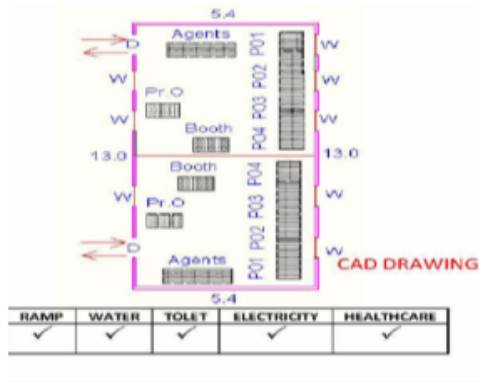 5.4
Agents P01
D W
W P02
Pr.O W
W P03 W
Booth P04
13.0 13.0
Booth P04
W Pr.O P03 W
P02
D W
Agents P01
CAD DRAWING
5.4
RAMP WATER TOLET ELECTRICITY HEALTHCARE
✓ ✓ ✓ ✓ ✓